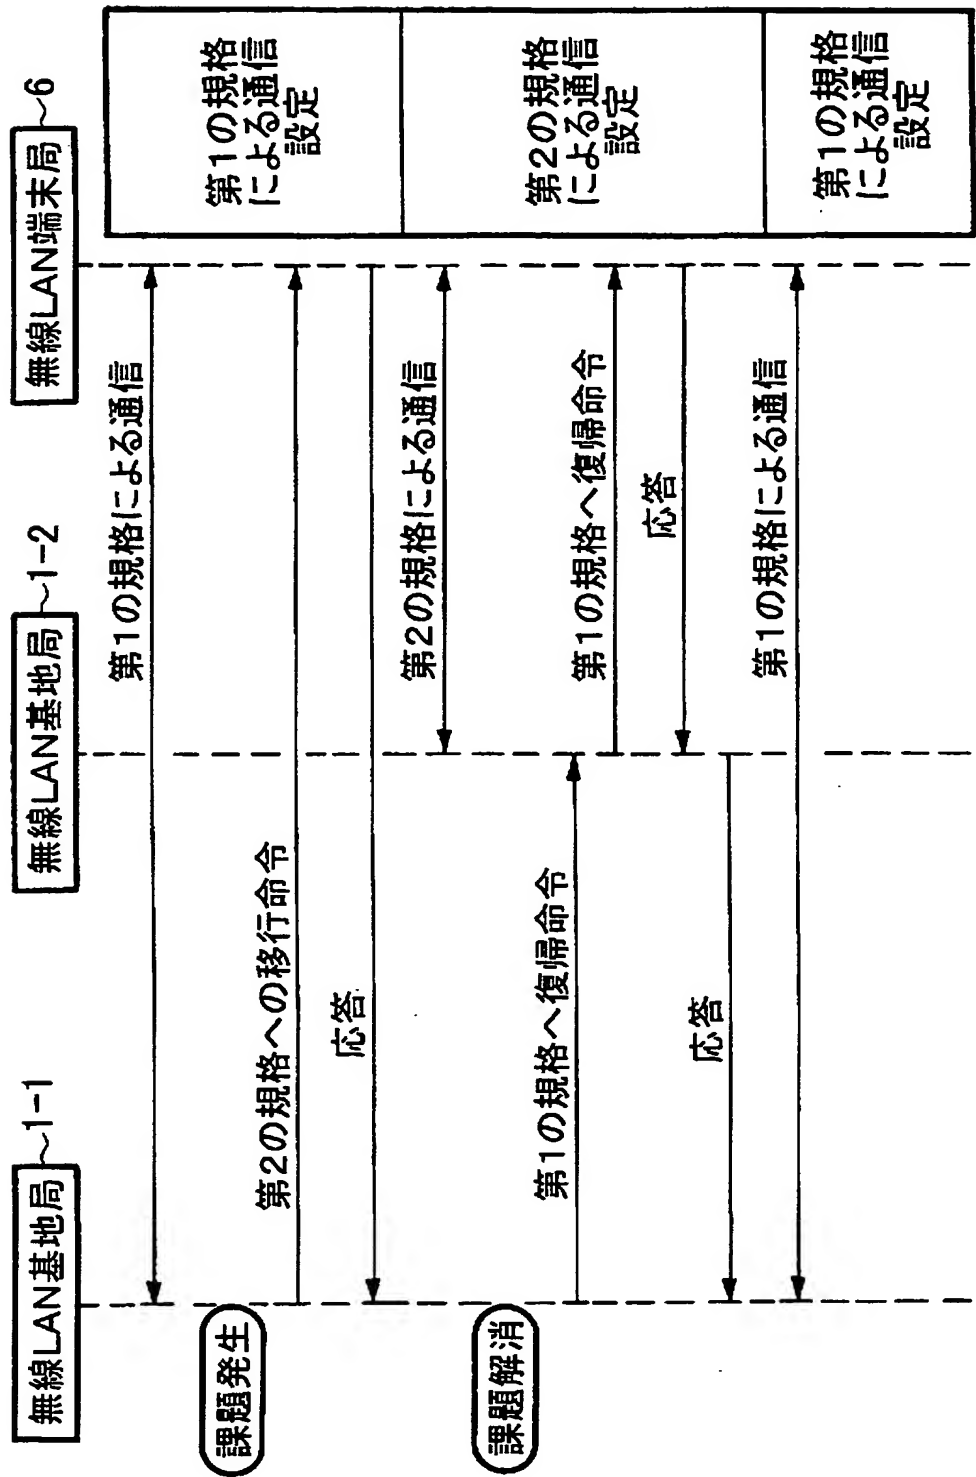 無線LAN基地局
1-1
無線LAN基地局
1-2
無線LAN端末局
6
第1の規格による通信
第1の規格
による通信
設定
課題発生
第2の規格への移行命令
応答
第2の規格による通信
第2の規格
による通信
設定
課題解消
第1の規格へ復帰命令
第1の規格へ復帰命令
応答
応答
第1の規格による通信
第1の規格
による通信
設定